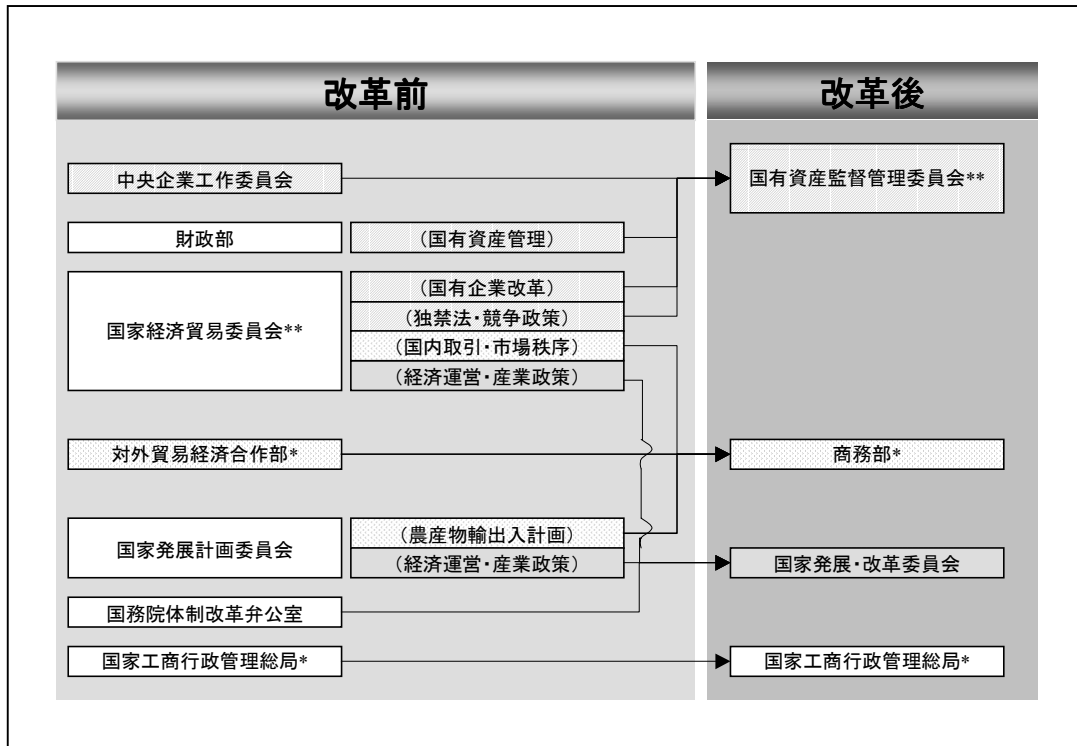 改革前
改革後
中央企業工作委員会
国有資産監督管理委員会**
財政部
(国有資産管理)
国家経済貿易委員会**
(国有企業改革)
(独禁法・競争政策)
(国内取引・市場秩序)
(経済運営・産業政策)
対外貿易経済合作部*
商務部*
国家発展計画委員会
(農産物輸出入計画)
(経済運営・産業政策)
国家発展・改革委員会
国務院体制改革弁公室
国家工商行政管理総局*
国家工商行政管理総局*